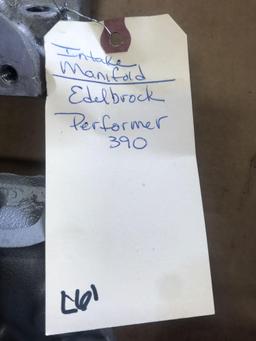 Intake
Manifold
Edelbrock
Performer
390
L61